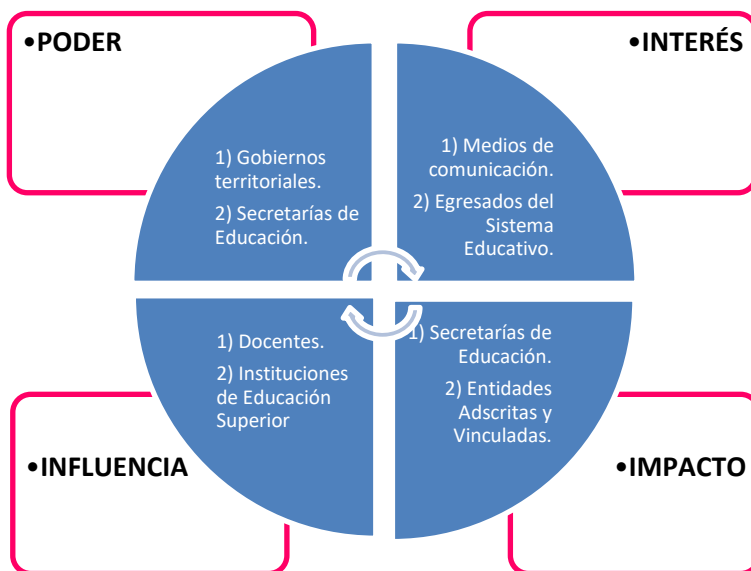 •PODER
1) Gobiernos
territoriales.
2) Secretarías de
Educación.
•INTERÉS
1) Medios de
comunicación.
2) Egresados del
Sistema
Educativo.
•INFLUENCIA
1) Docentes.
2) Instituciones
de Educación
Superior
•IMPACTO
1) Secretarías de
Educación.
2) Entidades
Adscritas y
Vinculadas.